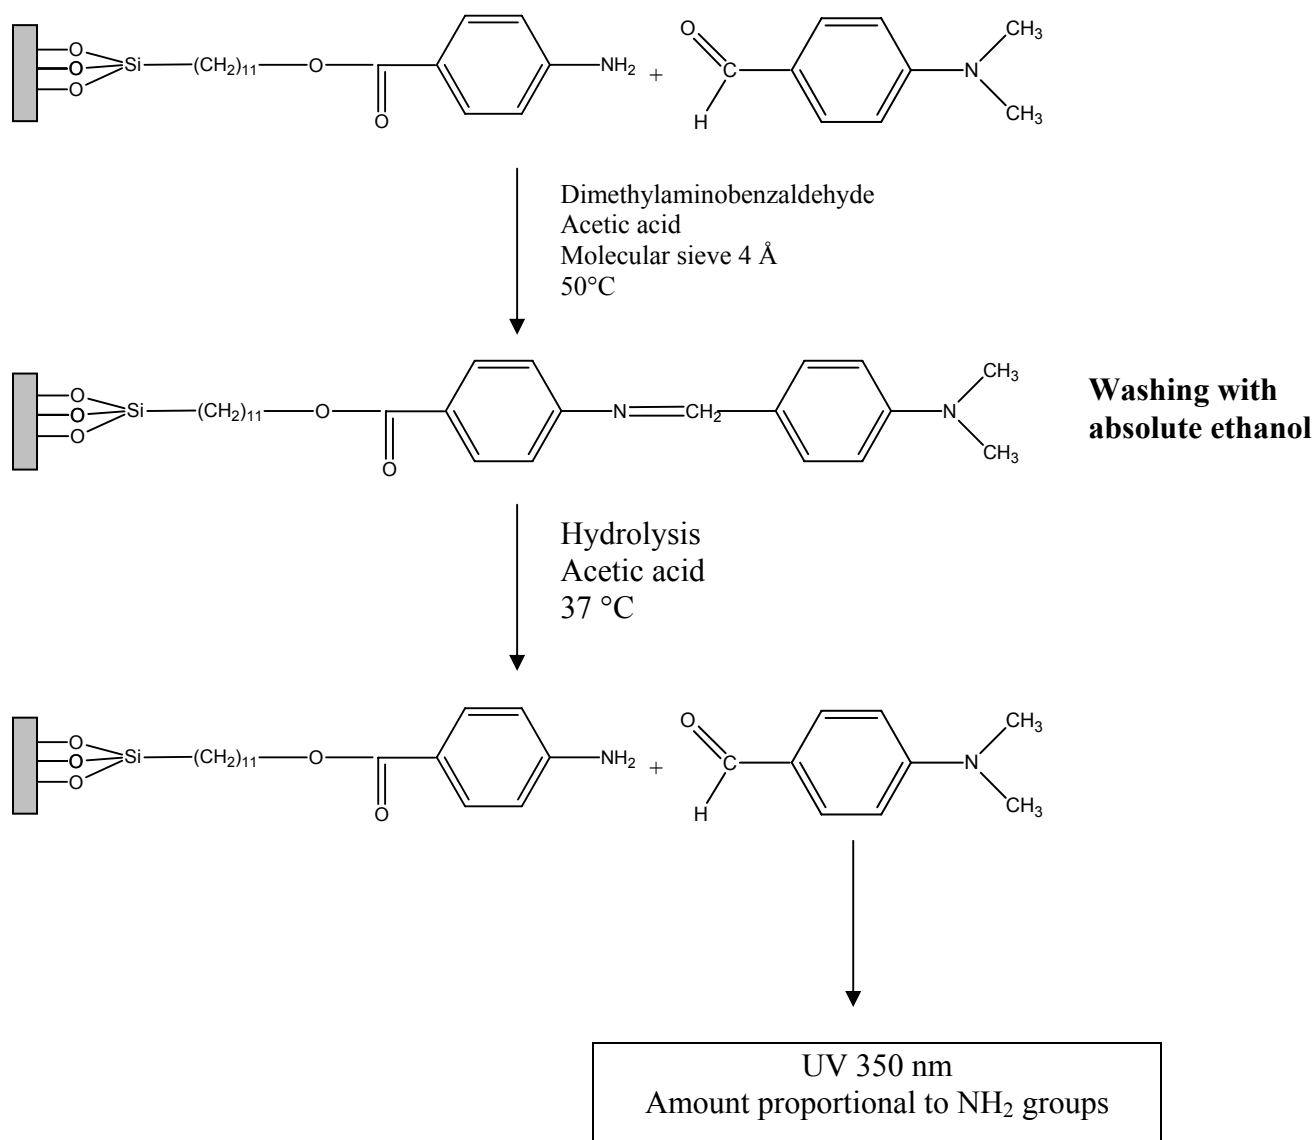 O
O
O
Si
(CH2)11
O
O
NH2
+
O
C
H
N
CH3
CH3
Dimethylaminobenzaldehyde
Acetic acid
Molecular sieve 4 Å
50°C
O
O
O
Si
(CH2)11
O
O
N
CH2
N
CH3
CH3
Washing with
absolute ethanol
Hydrolysis
Acetic acid
37 °C
O
O
O
Si
(CH2)11
O
O
NH2
+
O
C
H
N
CH3
CH3
UV 350 nm
Amount proportional to NH2 groups